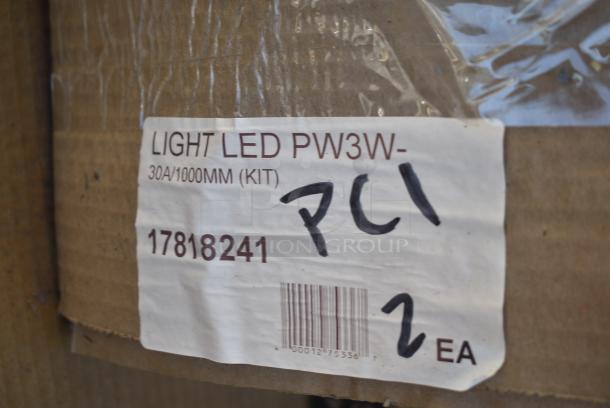 LIGHT LED PW3W-
30A/1000MM (KIT)
PC1
17818241
2 EA